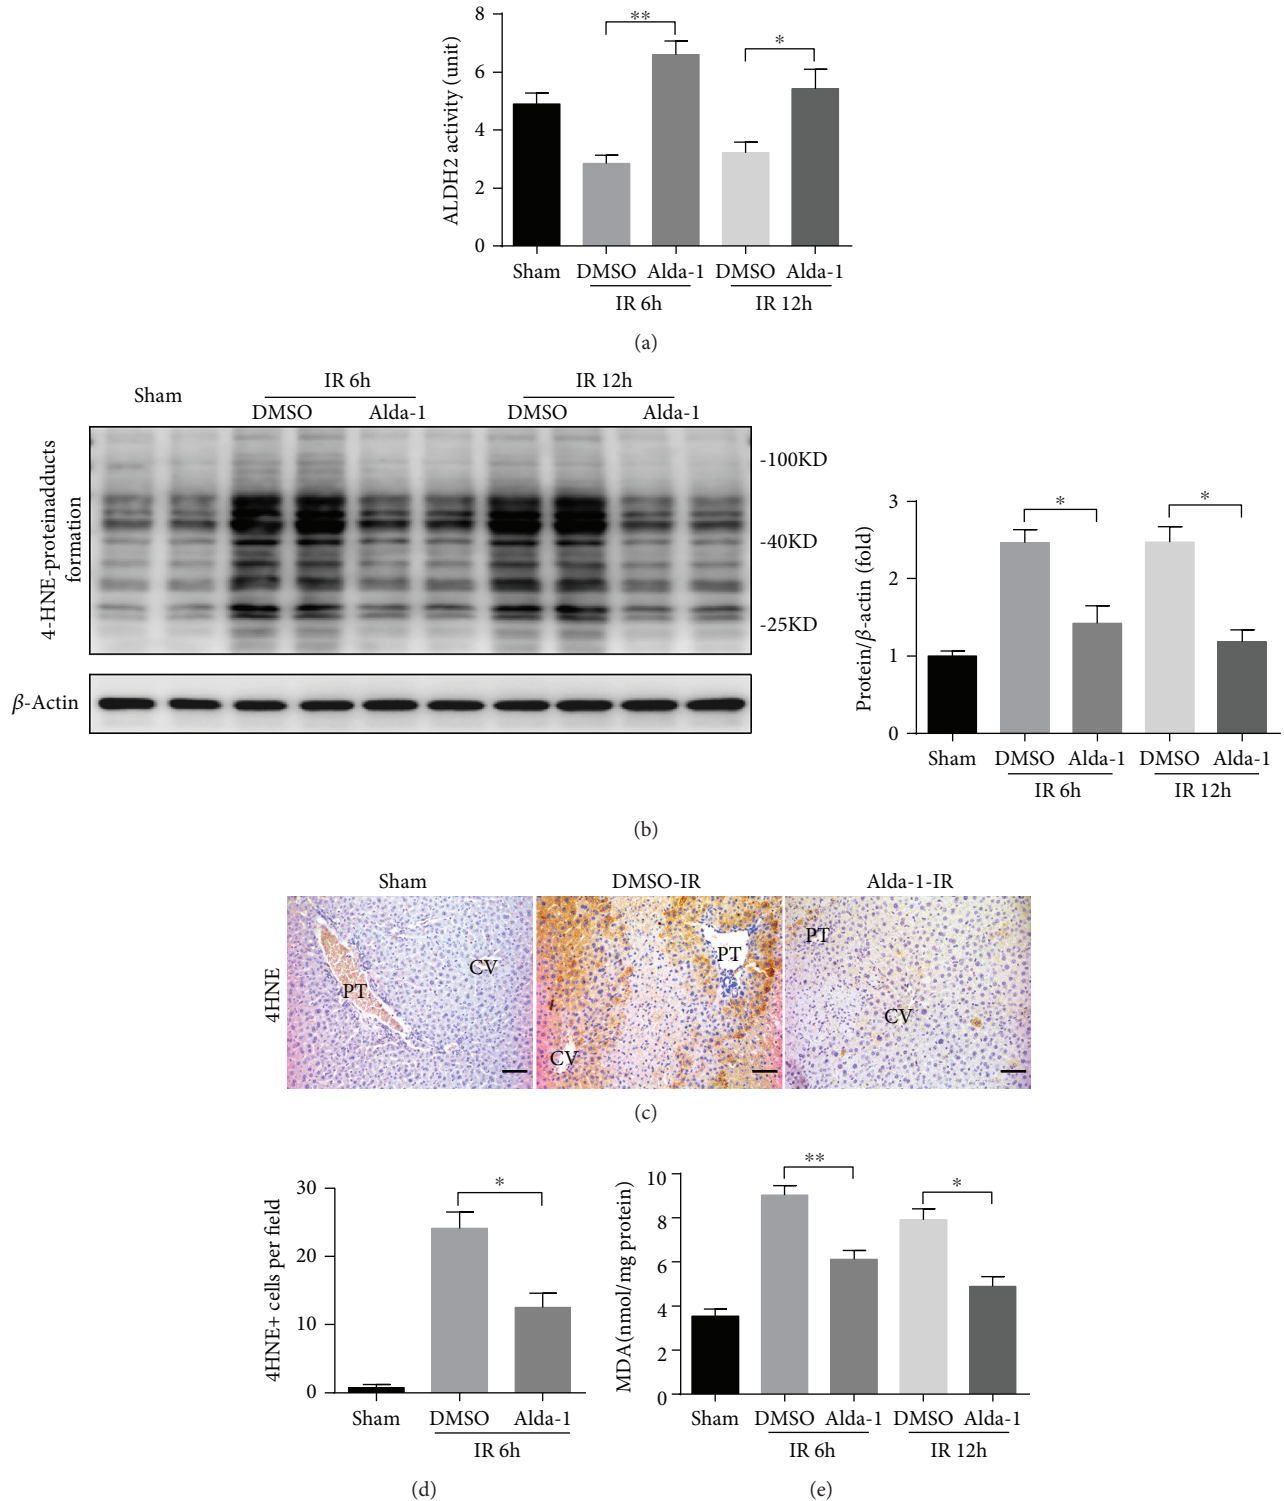 **
*
8
6
4
2
0
ALDH2 activity (unit)
Sham
DMSO
Alda-1
DMSO
Alda-1
IR 6h
IR 12h
(a)
IR 6h
IR 12h
Sham
DMSO
Alda-1
DMSO
Alda-1
4-HNE-proteinadducts
formation
-100KD
-40KD
-25KD
β-Actin
*
*
3
2
1
0
Protein/β-actin (fold)
Sham
DMSO
Alda-1
DMSO
Alda-1
IR 6h
IR 12h
(b)
Sham
DMSO-IR
Alda-1-IR
4HNE
PT
CV
PT
CV
PT
CV
(c)
*
30
20
10
0
4HNE+ cells per field
Sham
DMSO
Alda-1
IR 6h
(d)
**
*
10
8
6
4
2
0
MDA(nmol/mg protein)
Sham
DMSO
Alda-1
DMSO
Alda-1
IR 6h
IR 12h
(e)